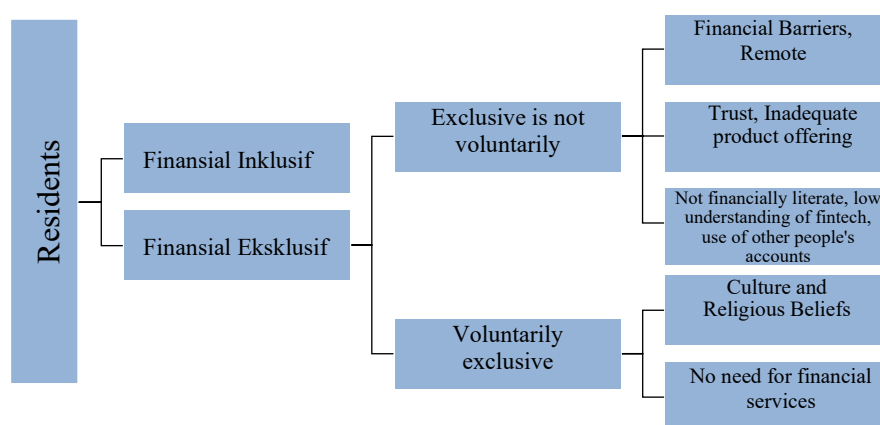 Residents
Finansial Inklusif
Finansial Eksklusif
Exclusive is not
voluntarily
Voluntarily
exclusive
Financial Barriers,
Remote
Trust, Inadequate
product offering
Not financially literate, low
understanding of fintech,
use of other people's
accounts
Culture and
Religious Beliefs
No need for financial
services